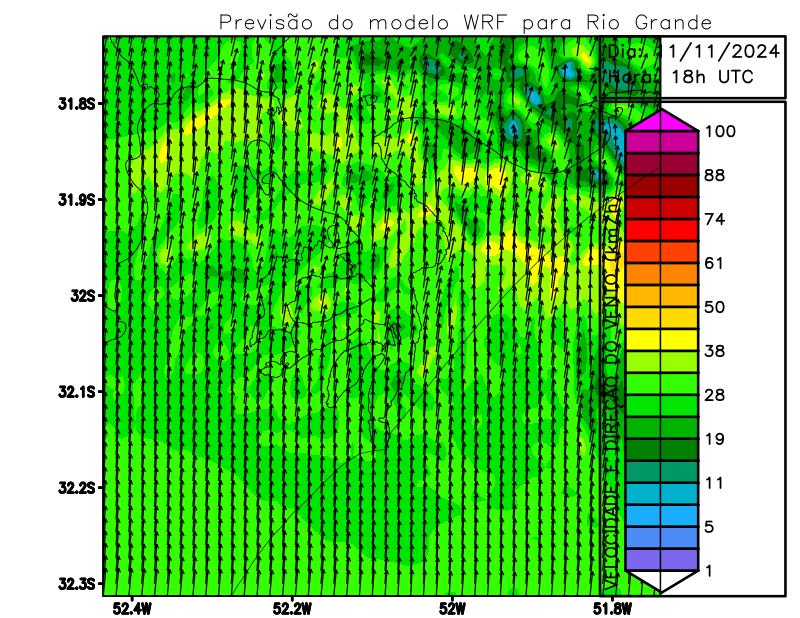 Previsão do modelo WRF para Rio Grande
Dia: 1/11/2024
Hora: 18h UTC
31.8S
31.9S
32S
32.1S
32.2S
32.3S
52.4W
52.2W
52W
51.8W
VELOCIDADE E DIREÇÃO DO VENTO (km/h)
100
88
74
61
50
38
28
19
11
5
1